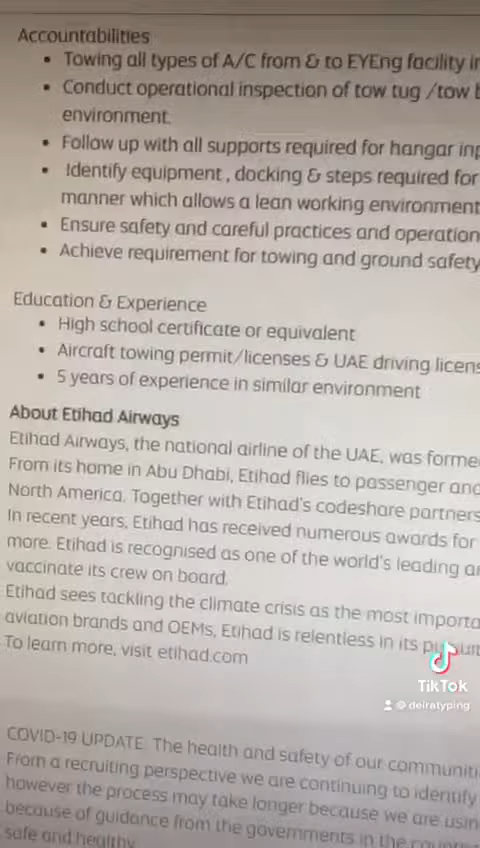 Accountabilities
• Towing all types of A/C from & to EYEng facility in
• Conduct operational inspection of tow tug /tow
environment.
• Follow up with all supports required for hangar
• Identify equipment , docking & steps required for
manner which allows a lean working environment
• Ensure safety and careful practices and operation
• Achieve requirement for towing and ground safety
Education & Experience
• High school certificate or equivalent
• Aircraft towing permit/licenses & UAE driving
• 5 years of experience in similar environment
About Etihad Airways
Etihad Airways, the national airline of the UAE, was
From its home in Abu Dhabi, Etihad flies to passenger
North America. Together with Etihad's codeshare partners
In recent years, Etihad has received numerous awards for
more. Etihad is recognised as one of the world's leading
vaccinate its crew on board.
Etihad sees tackling the climate crisis as the most
aviation brands and OEMs, Etihad is relentless in its
To learn more, visit etihad.com
TikTok
@deiratyping
COVID-19 UPDATE: The health and safety of our
From a recruiting perspective we are continuing to identify
however the process may take longer because we are
because of guidance from the governments in the
safe and healthy